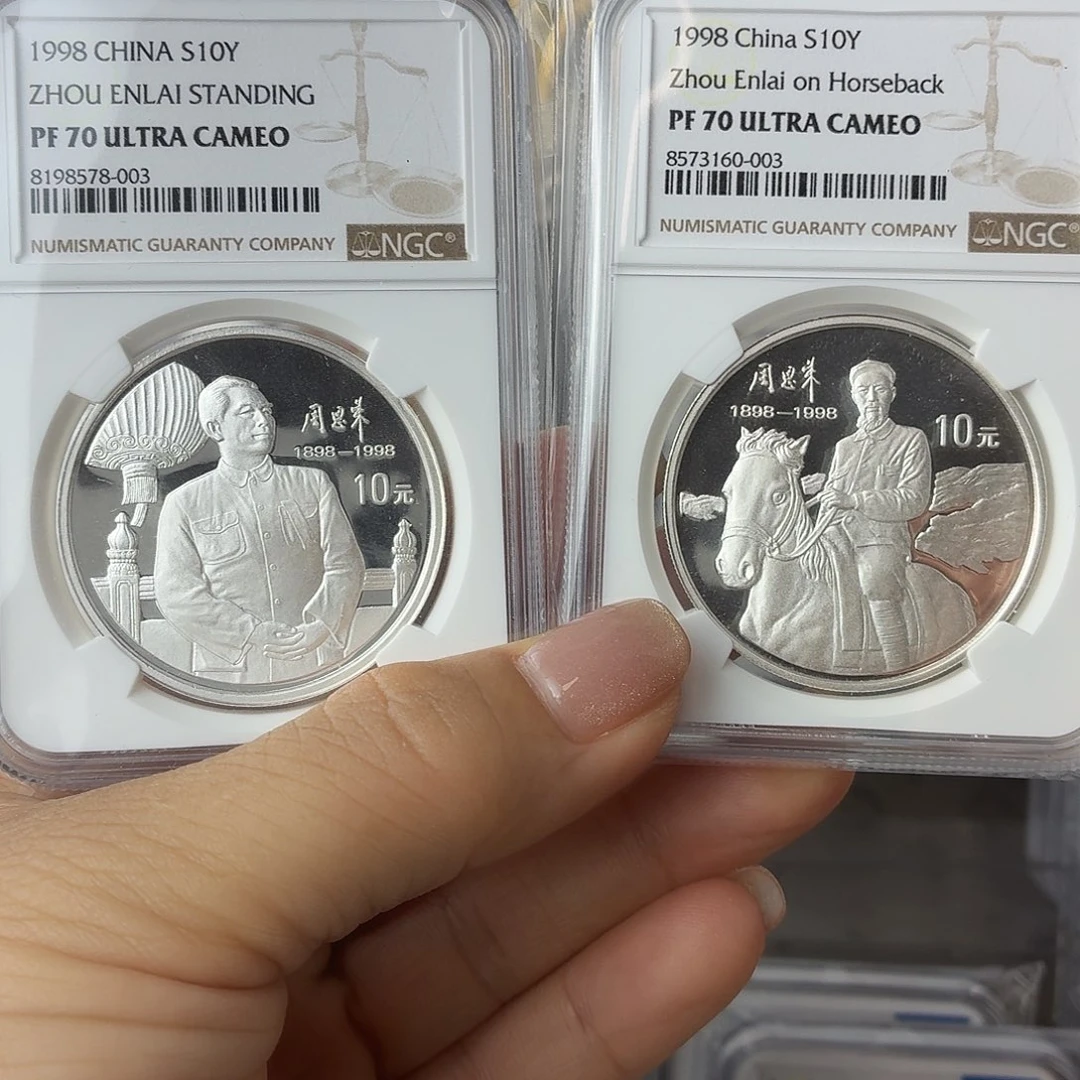 1998 CHINA S10Y
ZHOU ENLAI STANDING
PF 70 ULTRA CAMEO
8198578-003
NUMISMATIC GUARANTY COMPANY NGC®
周恩来
1898—1998
10元
1998 China S10Y
Zhou Enlai on Horseback
PF 70 ULTRA CAMEO
8573160-003
NUMISMATIC GUARANTY COMPANY NGC®
周恩来
1898—1998
10元